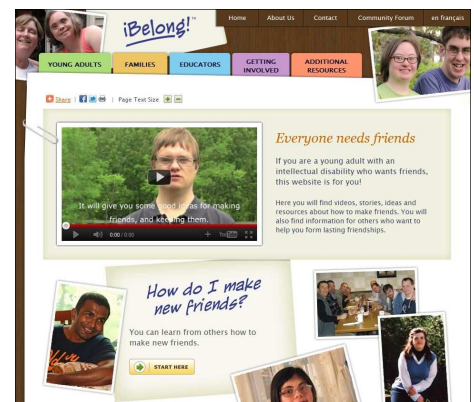 iBelong!™
Home
About Us
Contact
Community Forum
en français
YOUNG ADULTS
FAMILIES
EDUCATORS
GETTING
INVOLVED
ADDITIONAL
RESOURCES
Share | | Page Text Size + −
It will give you some good ideas for making
friends, and keeping them.
0:00 / 0:00
YouTube
Everyone needs friends
If you are a young adult with an
intellectual disability who wants friends,
this website is for you!
Here you will find videos, stories, ideas and
resources about how to make friends. You will
also find information for others who want to
help you form lasting friendships.
How do I make
new friends?
You can learn from others how to
make new friends.
START HERE